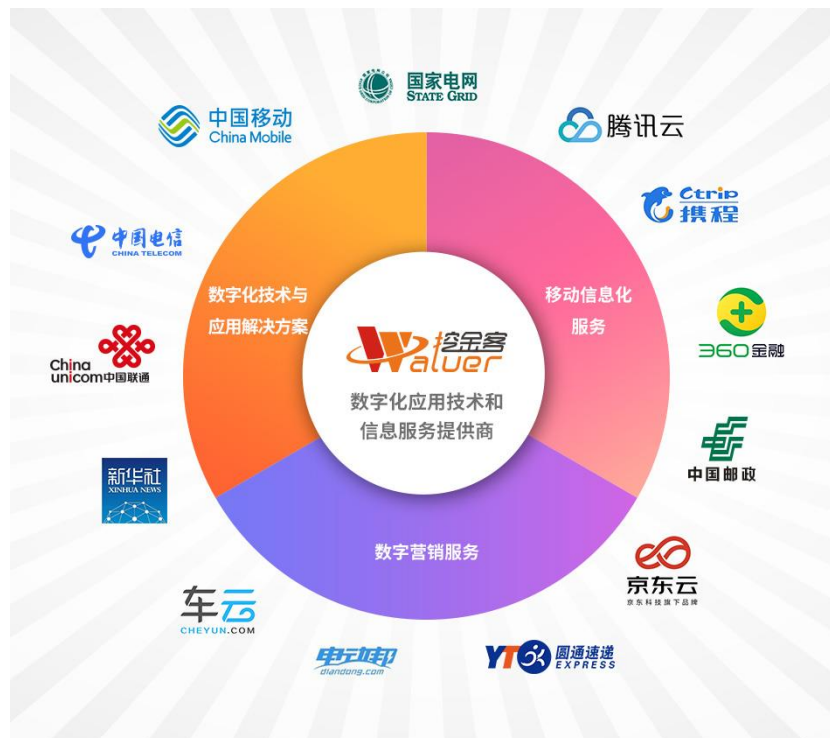 国家电网
STATE GRID
中国移动
China Mobile
腾讯云
Ctrip
携程
中国电信
CHINA TELECOM
数字化技术与
应用解决方案
移动信息化
服务
360金融
China
unicom中国联通
挖金客
Waluer
数字化应用技术和
信息服务提供商
中国邮政
新华社
XINHUA NEWS
数字营销服务
京东云
京东科技旗下品牌
车云
CHEYUN.COM
电动邦
diandong.com
YTO
圆通速递
EXPRESS